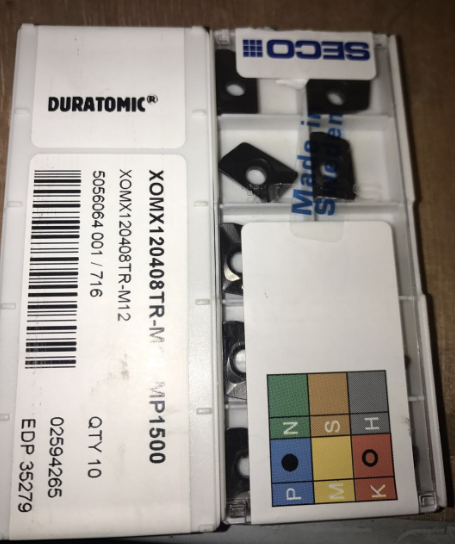 DURATOMIC®
XOMX120408TR-M MP1500
XOMX120408TR-M12
5056064 001 / 716
QTY 10
02594265
EDP 35279
SECO
Made in
Sweden
N S H
P M K